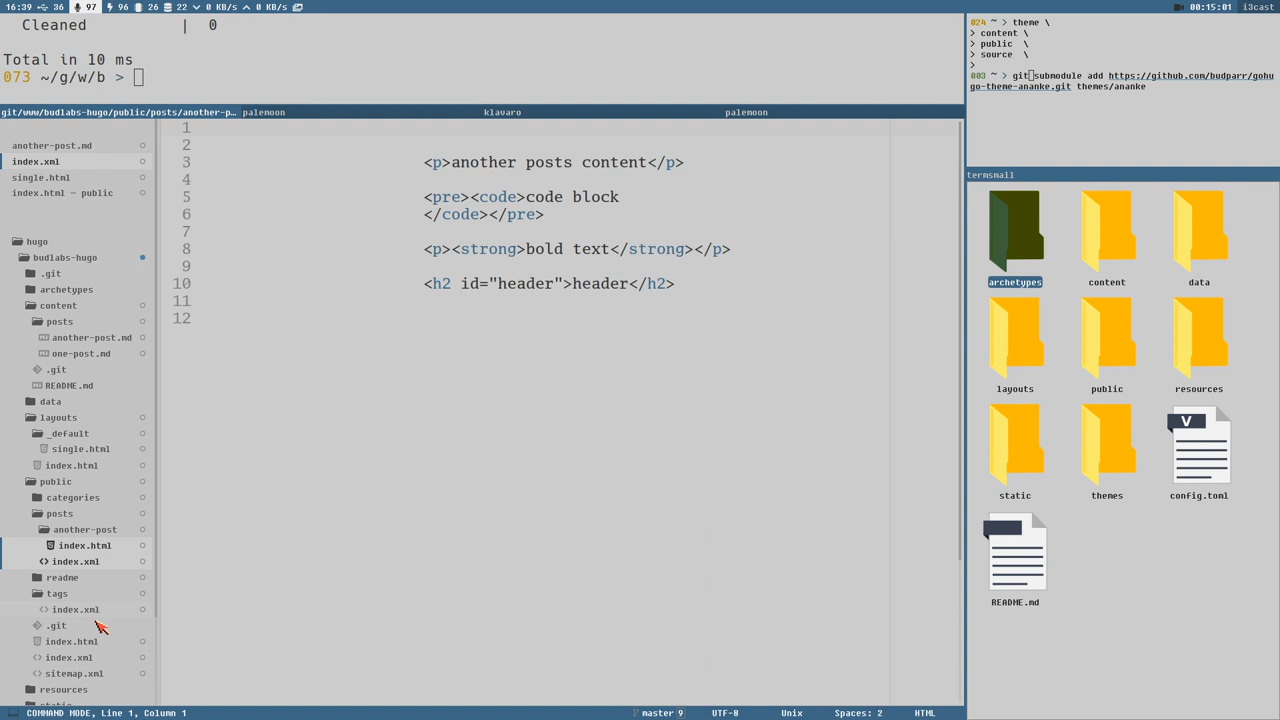 16:39 36 97 96 26 22 0 KB/s 0 KB/s
00:15:01 i3cast
Cleaned | 0
Total in 10 ms
073 ~/g/w/b >
024 ~ > theme \
> content \
> public \
> source \
>
003 ~ > git submodule add https://github.com/budparr/gohu
go-theme-ananke.git themes/ananke
git/www/budlabs-hugo/public/posts/another-p… palemoon klavaro palemoon
another-post.md
index.xml
single.html
index.html — public
hugo
budlabs-hugo
.git
archetypes
content
posts
another-post.md
one-post.md
.git
README.md
data
layouts
_default
single.html
index.html
public
categories
posts
another-post
index.html
index.xml
readme
tags
index.xml
.git
index.html
index.xml
sitemap.xml
resources
static
1
2
3 <p>another posts content</p>
4
5 <pre><code>code block
6 </code></pre>
7
8 <p><strong>bold text</strong></p>
9
10 <h2 id="header">header</h2>
11
12
termsmall
archetypes content data
layouts public resources
V
static themes config.toml
README.md
COMMAND MODE, Line 1, Column 1 master 9 UTF-8 Unix Spaces: 2 HTML